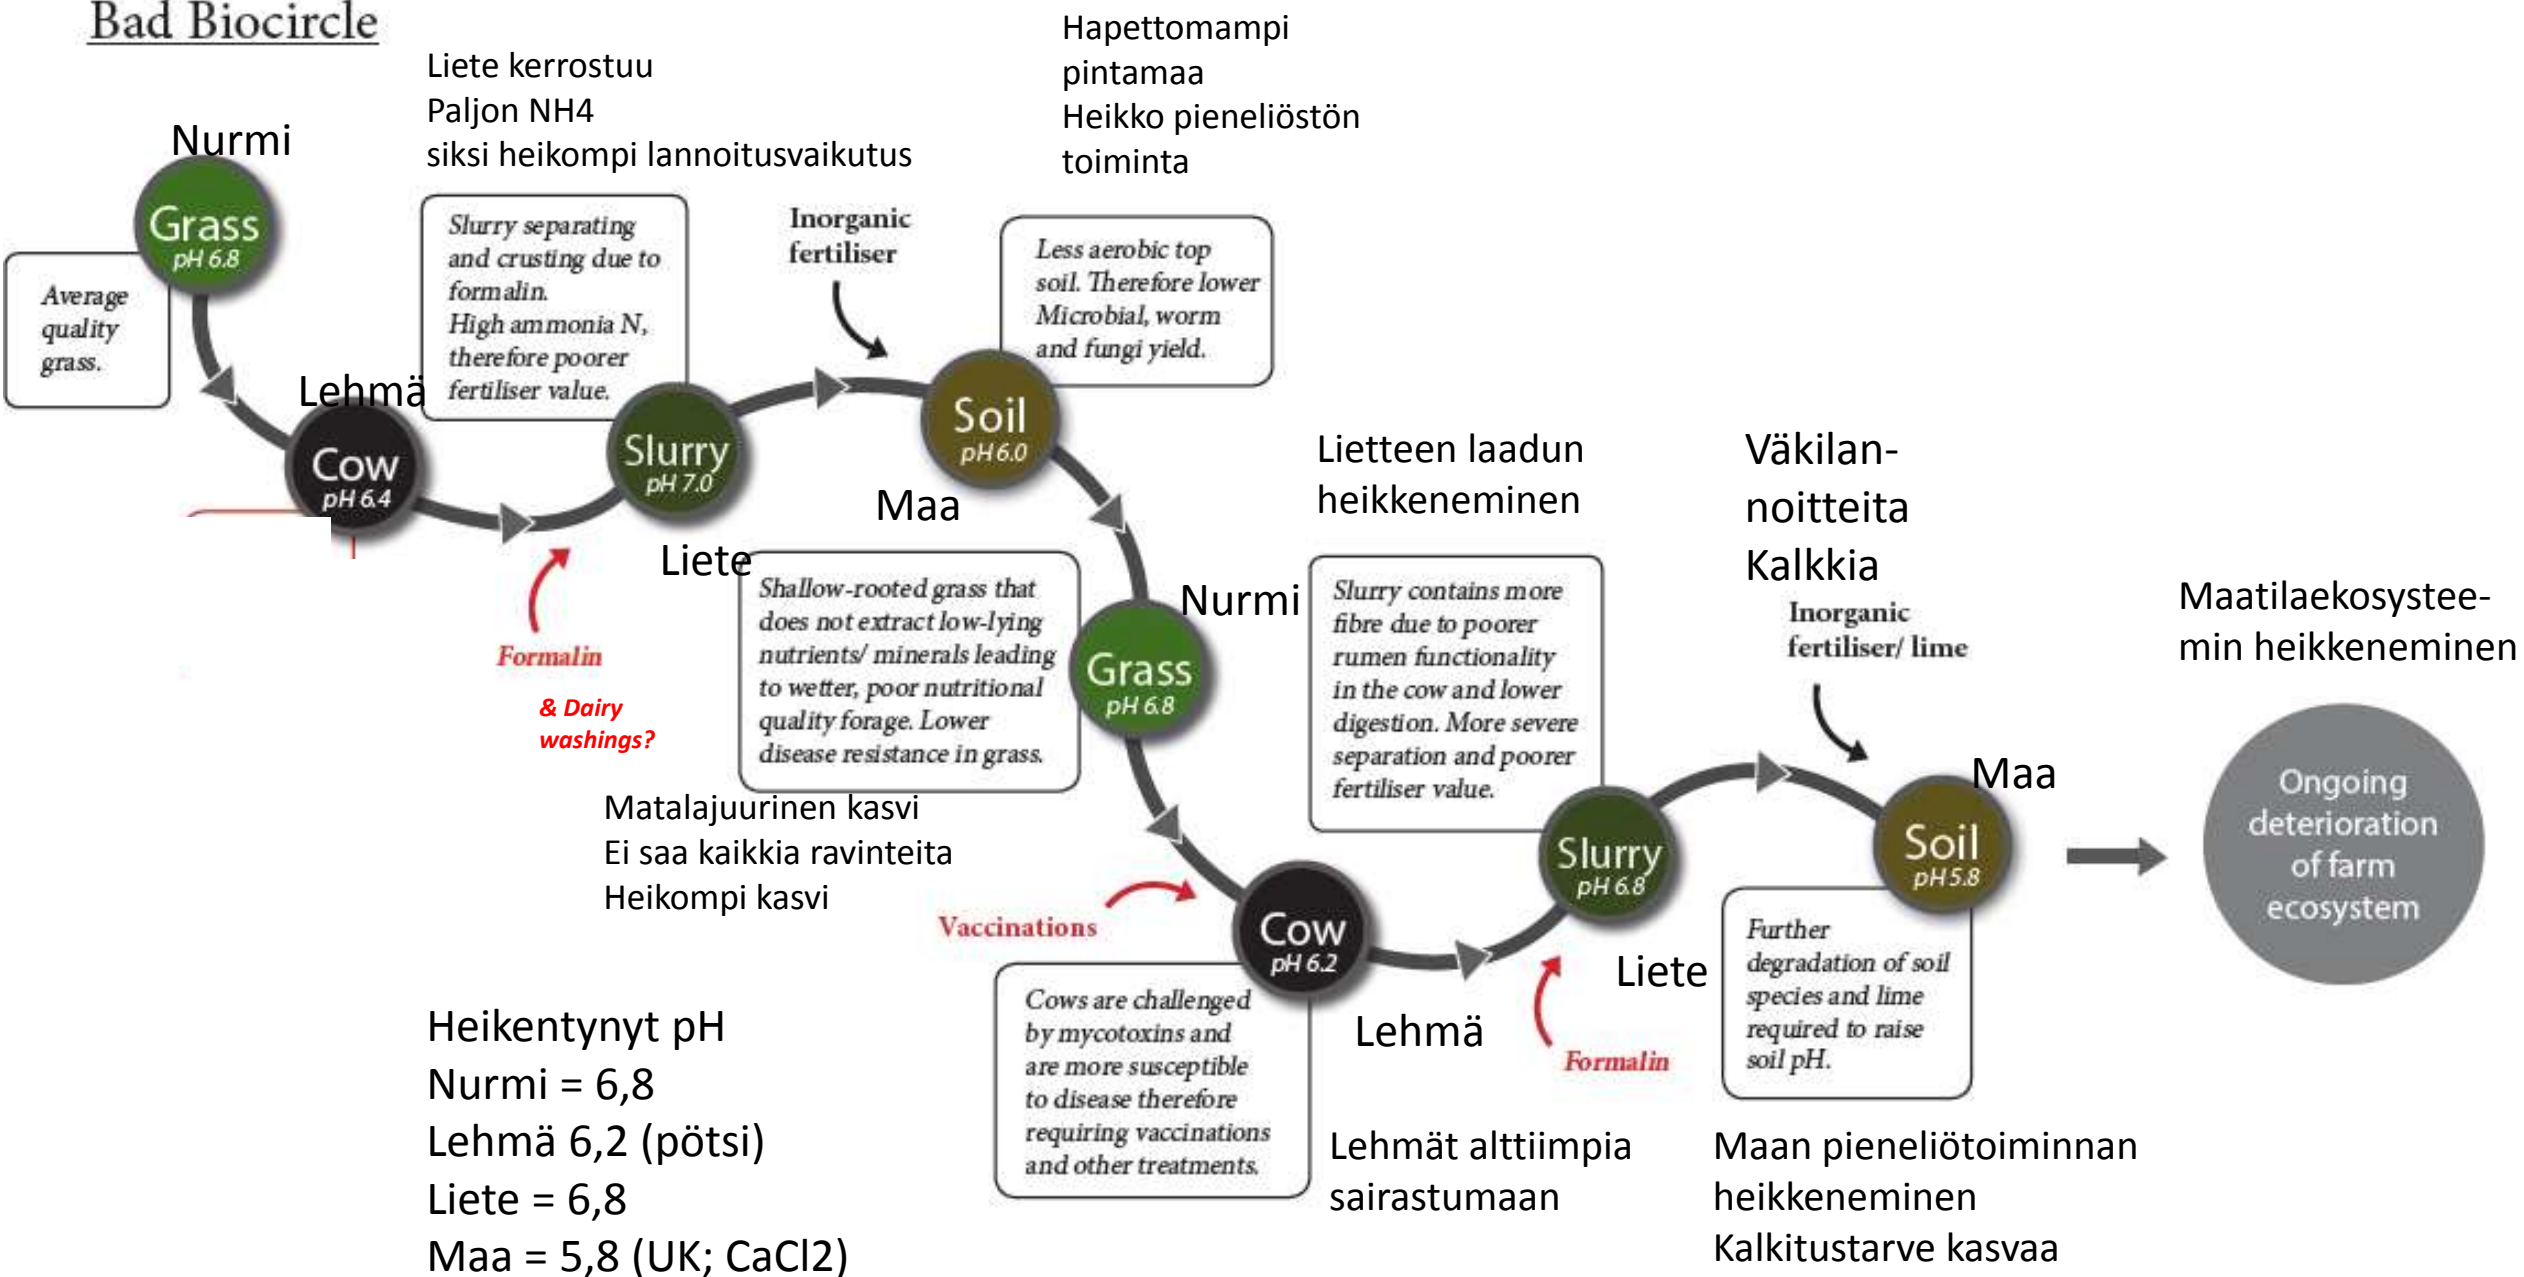 Bad Biocircle
Liete kerrostuu
Paljon NH4
siksi heikompi lannoitusvaikutus
Hapettomampi
pintamaa
Heikko pieneliöstön
toiminta
Nurmi
Grass
pH 6.8
Average
quality
grass.
Lehmä
Cow
pH 6.4
Slurry separating
and crusting due to
formalin.
High ammonia N,
therefore poorer
fertiliser value.
Slurry
pH 7.0
Liete
Formalin
& Dairy
washings?
Inorganic
fertiliser
Less aerobic top
soil. Therefore lower
Microbial, worm
and fungi yield.
Soil
pH 6.0
Maa
Shallow-rooted grass that
does not extract low-lying
nutrients/ minerals leading
to wetter, poor nutritional
quality forage. Lower
disease resistance in grass.
Nurmi
Grass
pH 6.8
Matalajuurinen kasvi
Ei saa kaikkia ravinteita
Heikompi kasvi
Vaccinations
Cow
pH 6.2
Lehmä
Cows are challenged
by mycotoxins and
are more susceptible
to disease therefore
requiring vaccinations
and other treatments.
Lehmät alttiimpia
sairastumaan
Lietteen laadun
heikkeneminen
Slurry contains more
fibre due to poorer
rumen functionality
in the cow and lower
digestion. More severe
separation and poorer
fertiliser value.
Slurry
pH 6.8
Liete
Formalin
Väkilan-
noitteita
Kalkkia
Inorganic
fertiliser/ lime
Maa
Soil
pH 5.8
Further
degradation of soil
species and lime
required to raise
soil pH.
Maan pieneliötoiminnan
heikkeneminen
Kalkitustarve kasvaa
Maatilaekosystee-
min heikkeneminen
Ongoing
deterioration
of farm
ecosystem
Heikentynyt pH
Nurmi = 6,8
Lehmä 6,2 (pötsi)
Liete = 6,8
Maa = 5,8 (UK; CaCl2)